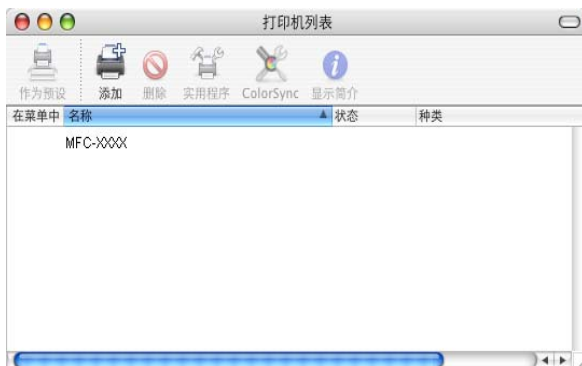 打印机列表
作为预设 添加 删除 实用程序 ColorSync 显示简介
在菜单中 名称 状态 种类
MFC-XXXX